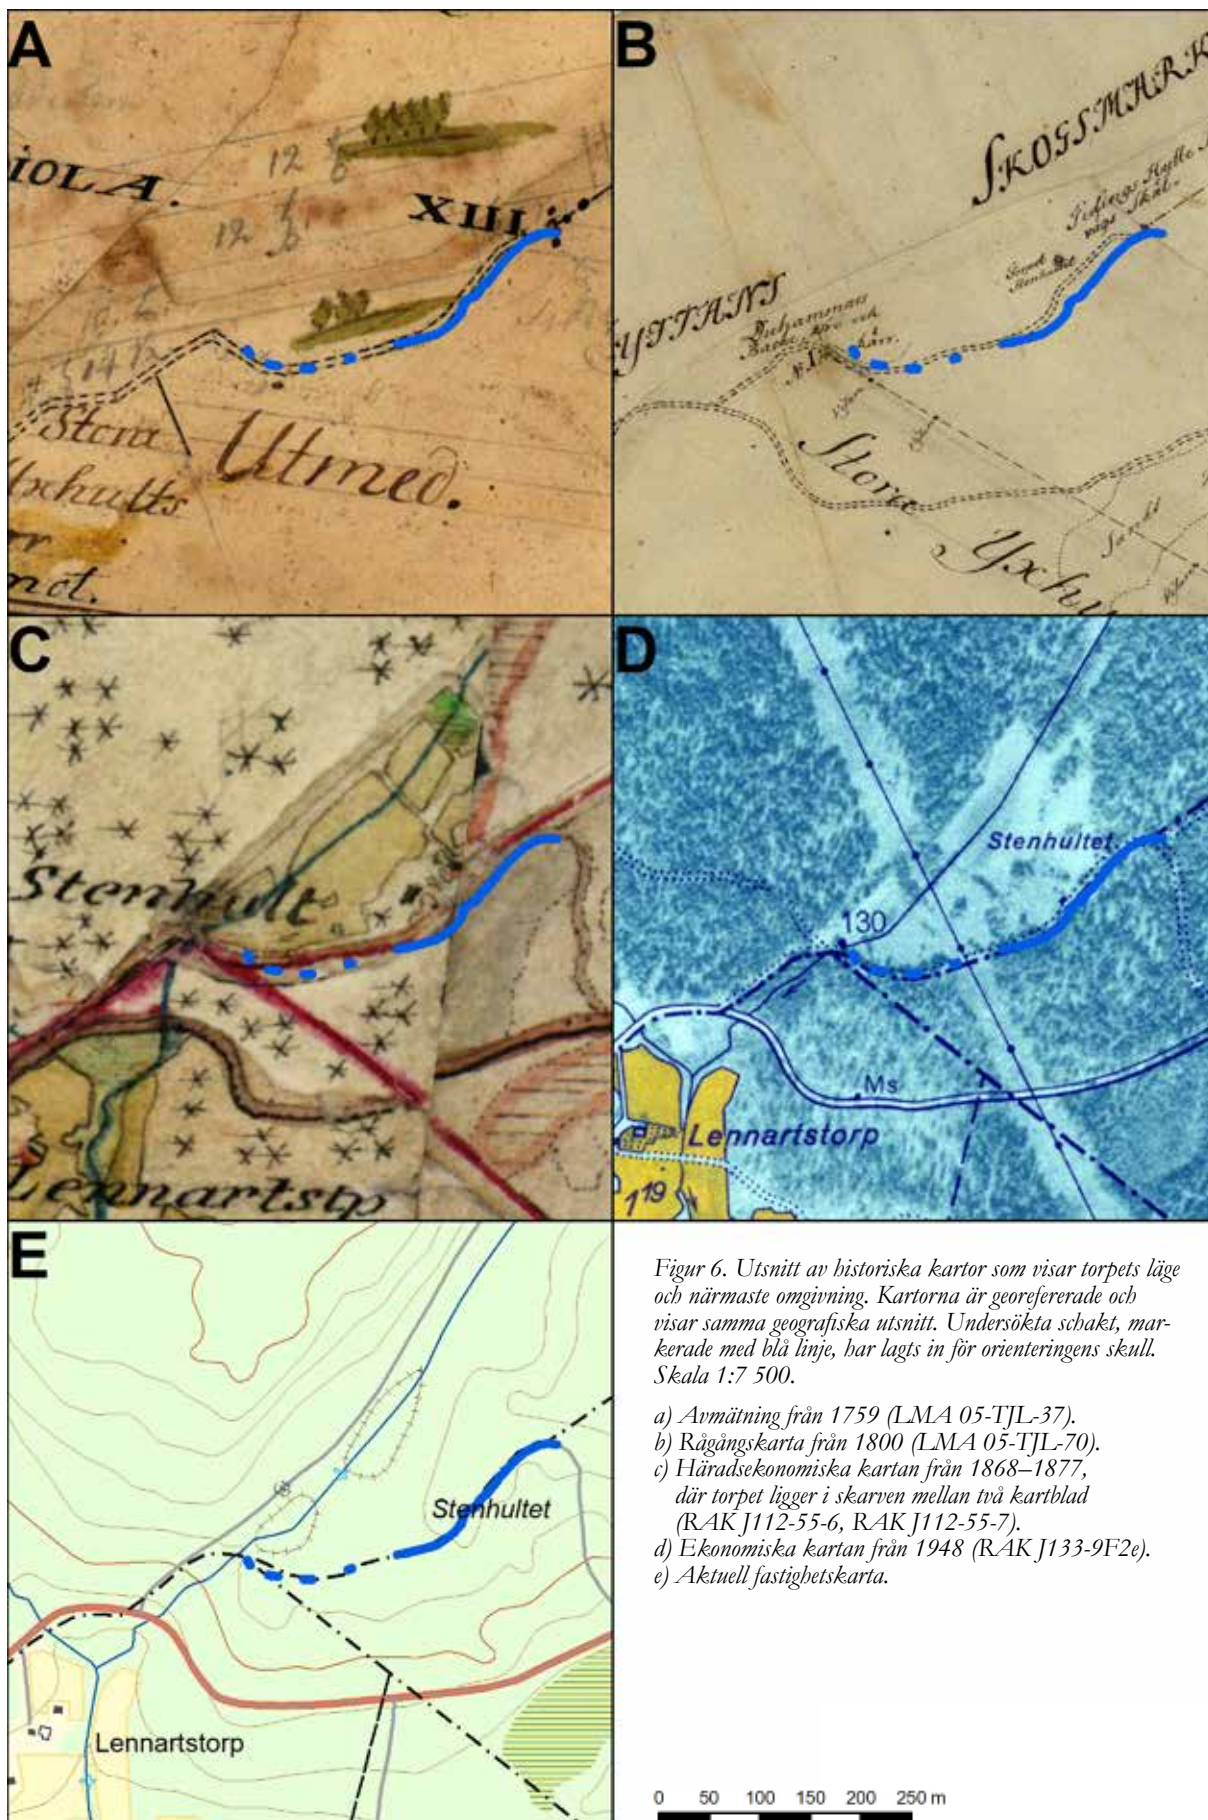 A
IOLA.
12
XIII.
12
14
Stora
Utmed.
Yxhults
B
SKOGSMARK
YTTANS
Stenhultet
N.
Stora
Yxhu
C
Stenhult
Lennartstp
D
Stenhultet
130
Ms
Lennartstorp
119
E
Stenhultet
Lennartstorp
Figur 6. Utsnitt av historiska kartor som visar torpets läge
och närmaste omgivning. Kartorna är georefererade och
visar samma geografiska utsnitt. Undersökta schakt, mar-
kerade med blå linje, har lagts in för orienteringens skull.
Skala 1:7 500.
a) Avmätning från 1759 (LMA 05-TJL-37).
b) Rågångskarta från 1800 (LMA 05-TJL-70).
c) Häradsekonomiska kartan från 1868–1877,
där torpet ligger i skarven mellan två kartblad
(RAK J112-55-6, RAK J112-55-7).
d) Ekonomiska kartan från 1948 (RAK J133-9F2e).
e) Aktuell fastighetskarta.
0 50 100 150 200 250 m